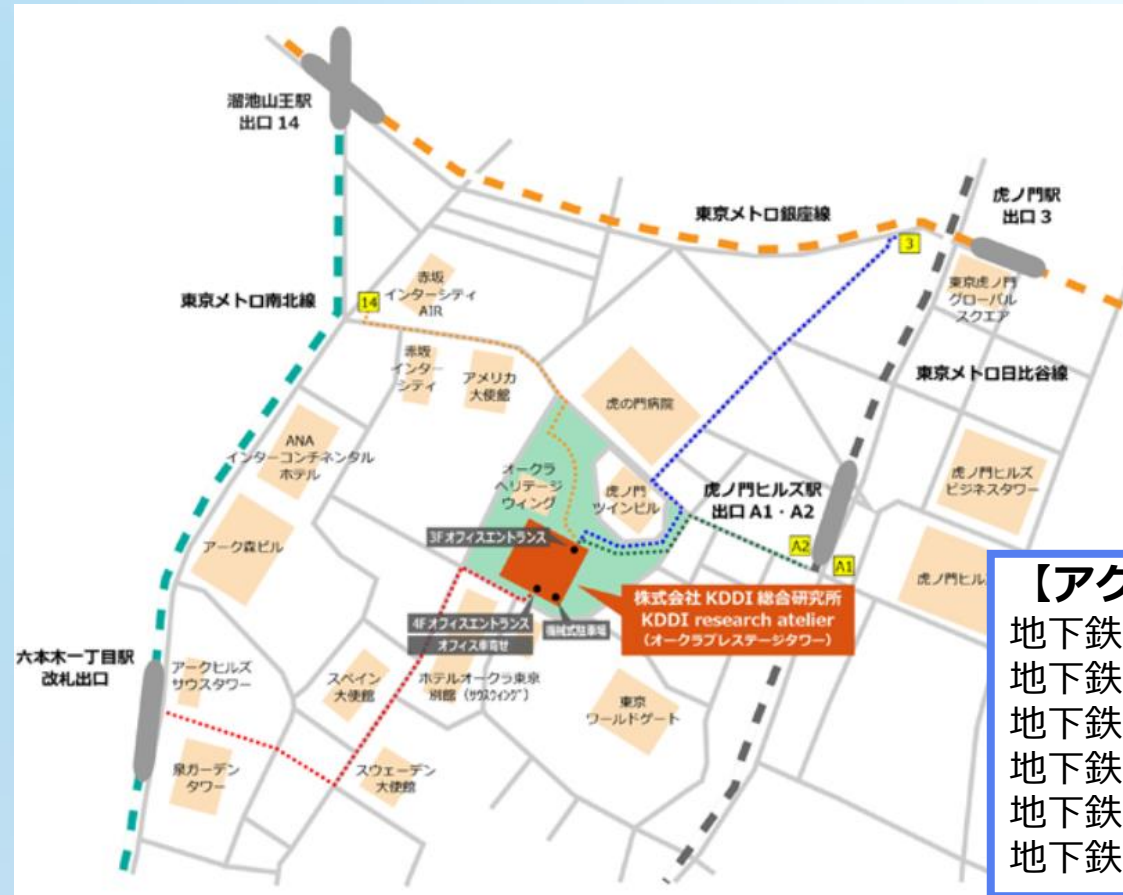 溜池山王駅
出口 14
東京メトロ銀座線
虎ノ門駅
出口 3
3
東京メトロ南北線
14
赤坂
インターシティ
AIR
東京虎ノ門
グローバル
スクエア
赤坂
インター
シティ
アメリカ
大使館
虎の門病院
東京メトロ日比谷線
ANA
インターコンチネンタル
ホテル
オークラ
ヘリテージ
ウィング
虎ノ門
ツインビル
虎ノ門ヒルズ駅
出口 A1・A2
虎ノ門ヒルズ
ビジネスタワー
アーク森ビル
3Fオフィスエントランス
A2
A1
虎ノ門ヒル
株式会社 KDDI 総合研究所
KDDI research atelier
(オークラプレステージタワー)
4Fオフィスエントランス
オフィス車寄せ
機械式駐車場
六本木一丁目駅
改札出口
アークヒルズ
サウスタワー
スペイン
大使館
ホテルオークラ東京
別館(サウスウィング)
東京
ワールドゲート
泉ガーデン
タワー
スウェーデン
大使館
【アク
地下鉄
地下鉄
地下鉄
地下鉄
地下鉄
地下鉄